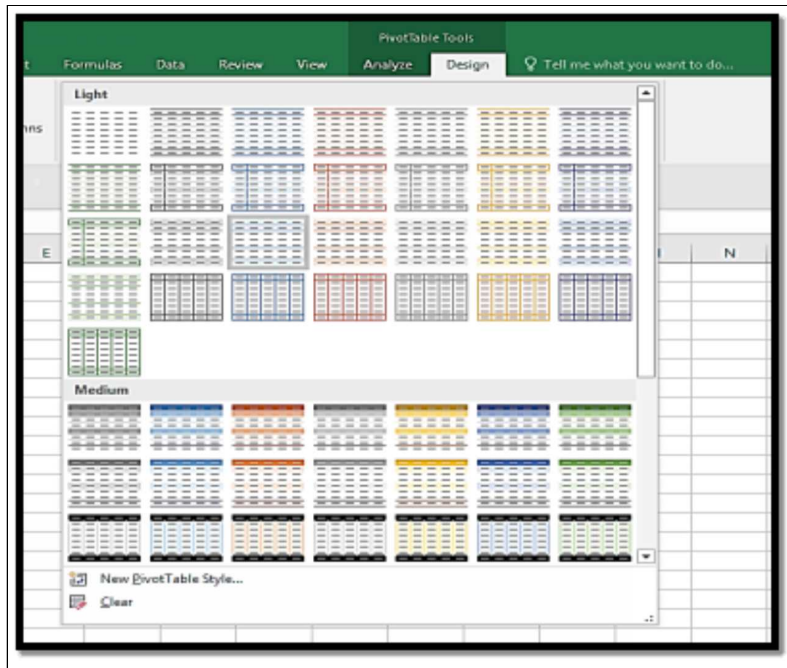 PivotTable Tools
t Formulas Data Review View Analyze Design Tell me what you want to do...
Light
nns
E N
Medium
New PivotTable Style...
Clear